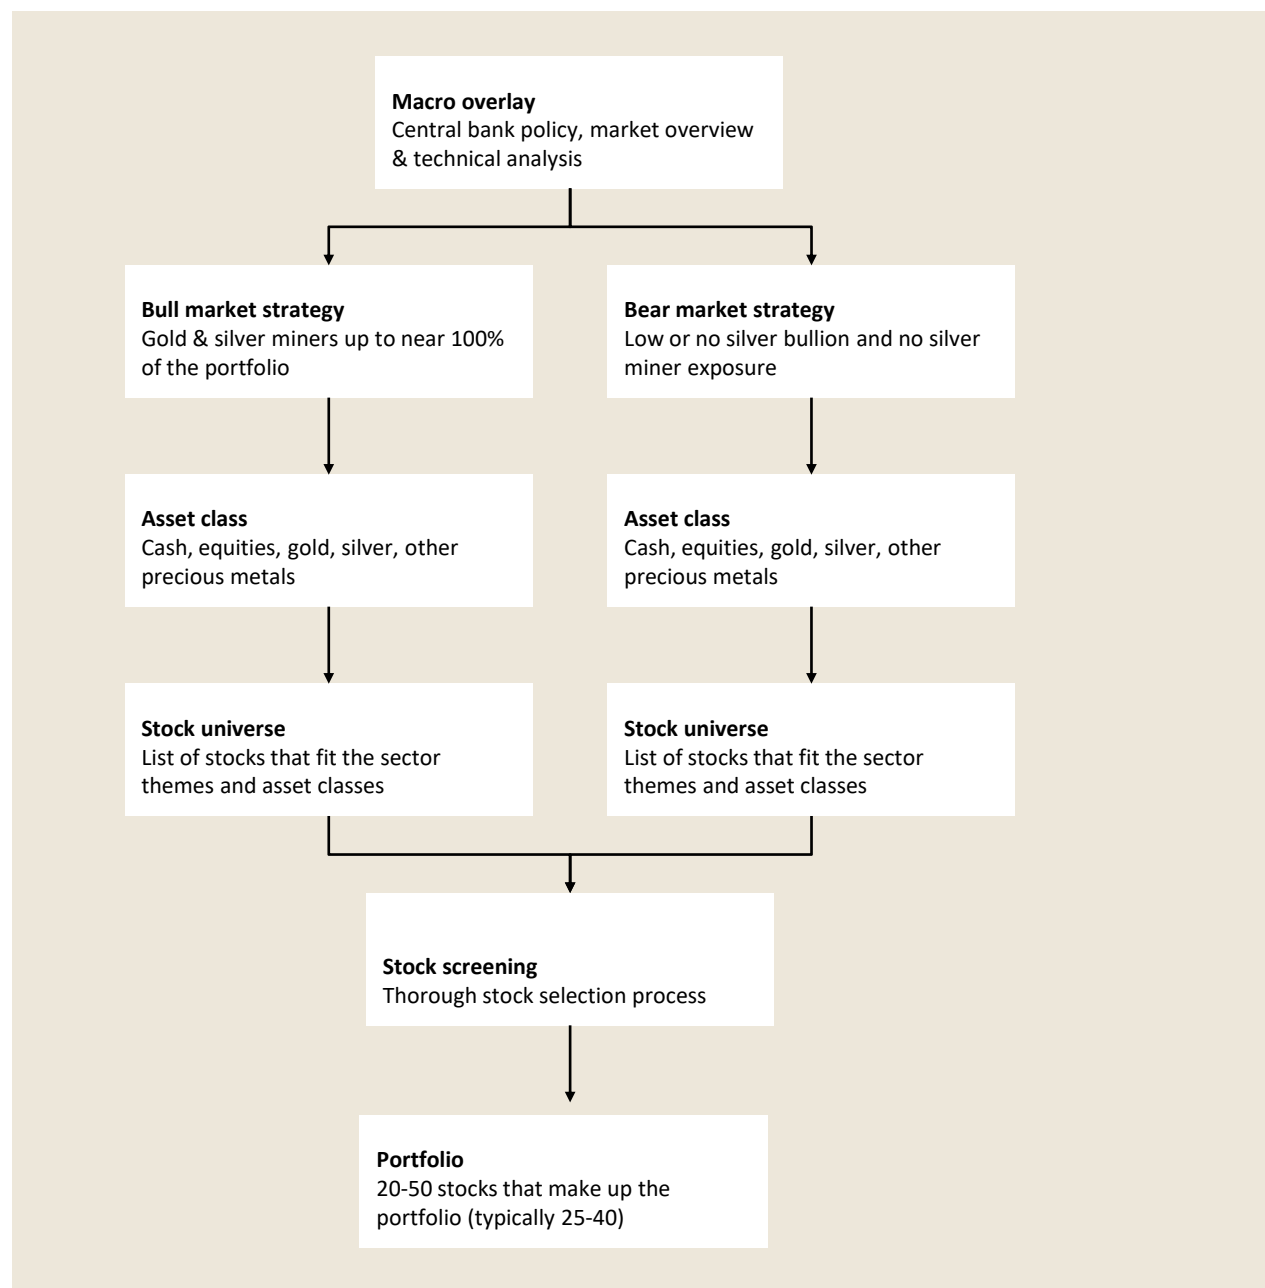 Macro overlay
Central bank policy, market overview
& technical analysis
Bull market strategy
Gold & silver miners up to near 100%
of the portfolio
Bear market strategy
Low or no silver bullion and no silver
miner exposure
Asset class
Cash, equities, gold, silver, other
precious metals
Asset class
Cash, equities, gold, silver, other
precious metals
Stock universe
List of stocks that fit the sector
themes and asset classes
Stock universe
List of stocks that fit the sector
themes and asset classes
Stock screening
Thorough stock selection process
Portfolio
20-50 stocks that make up the
portfolio (typically 25-40)